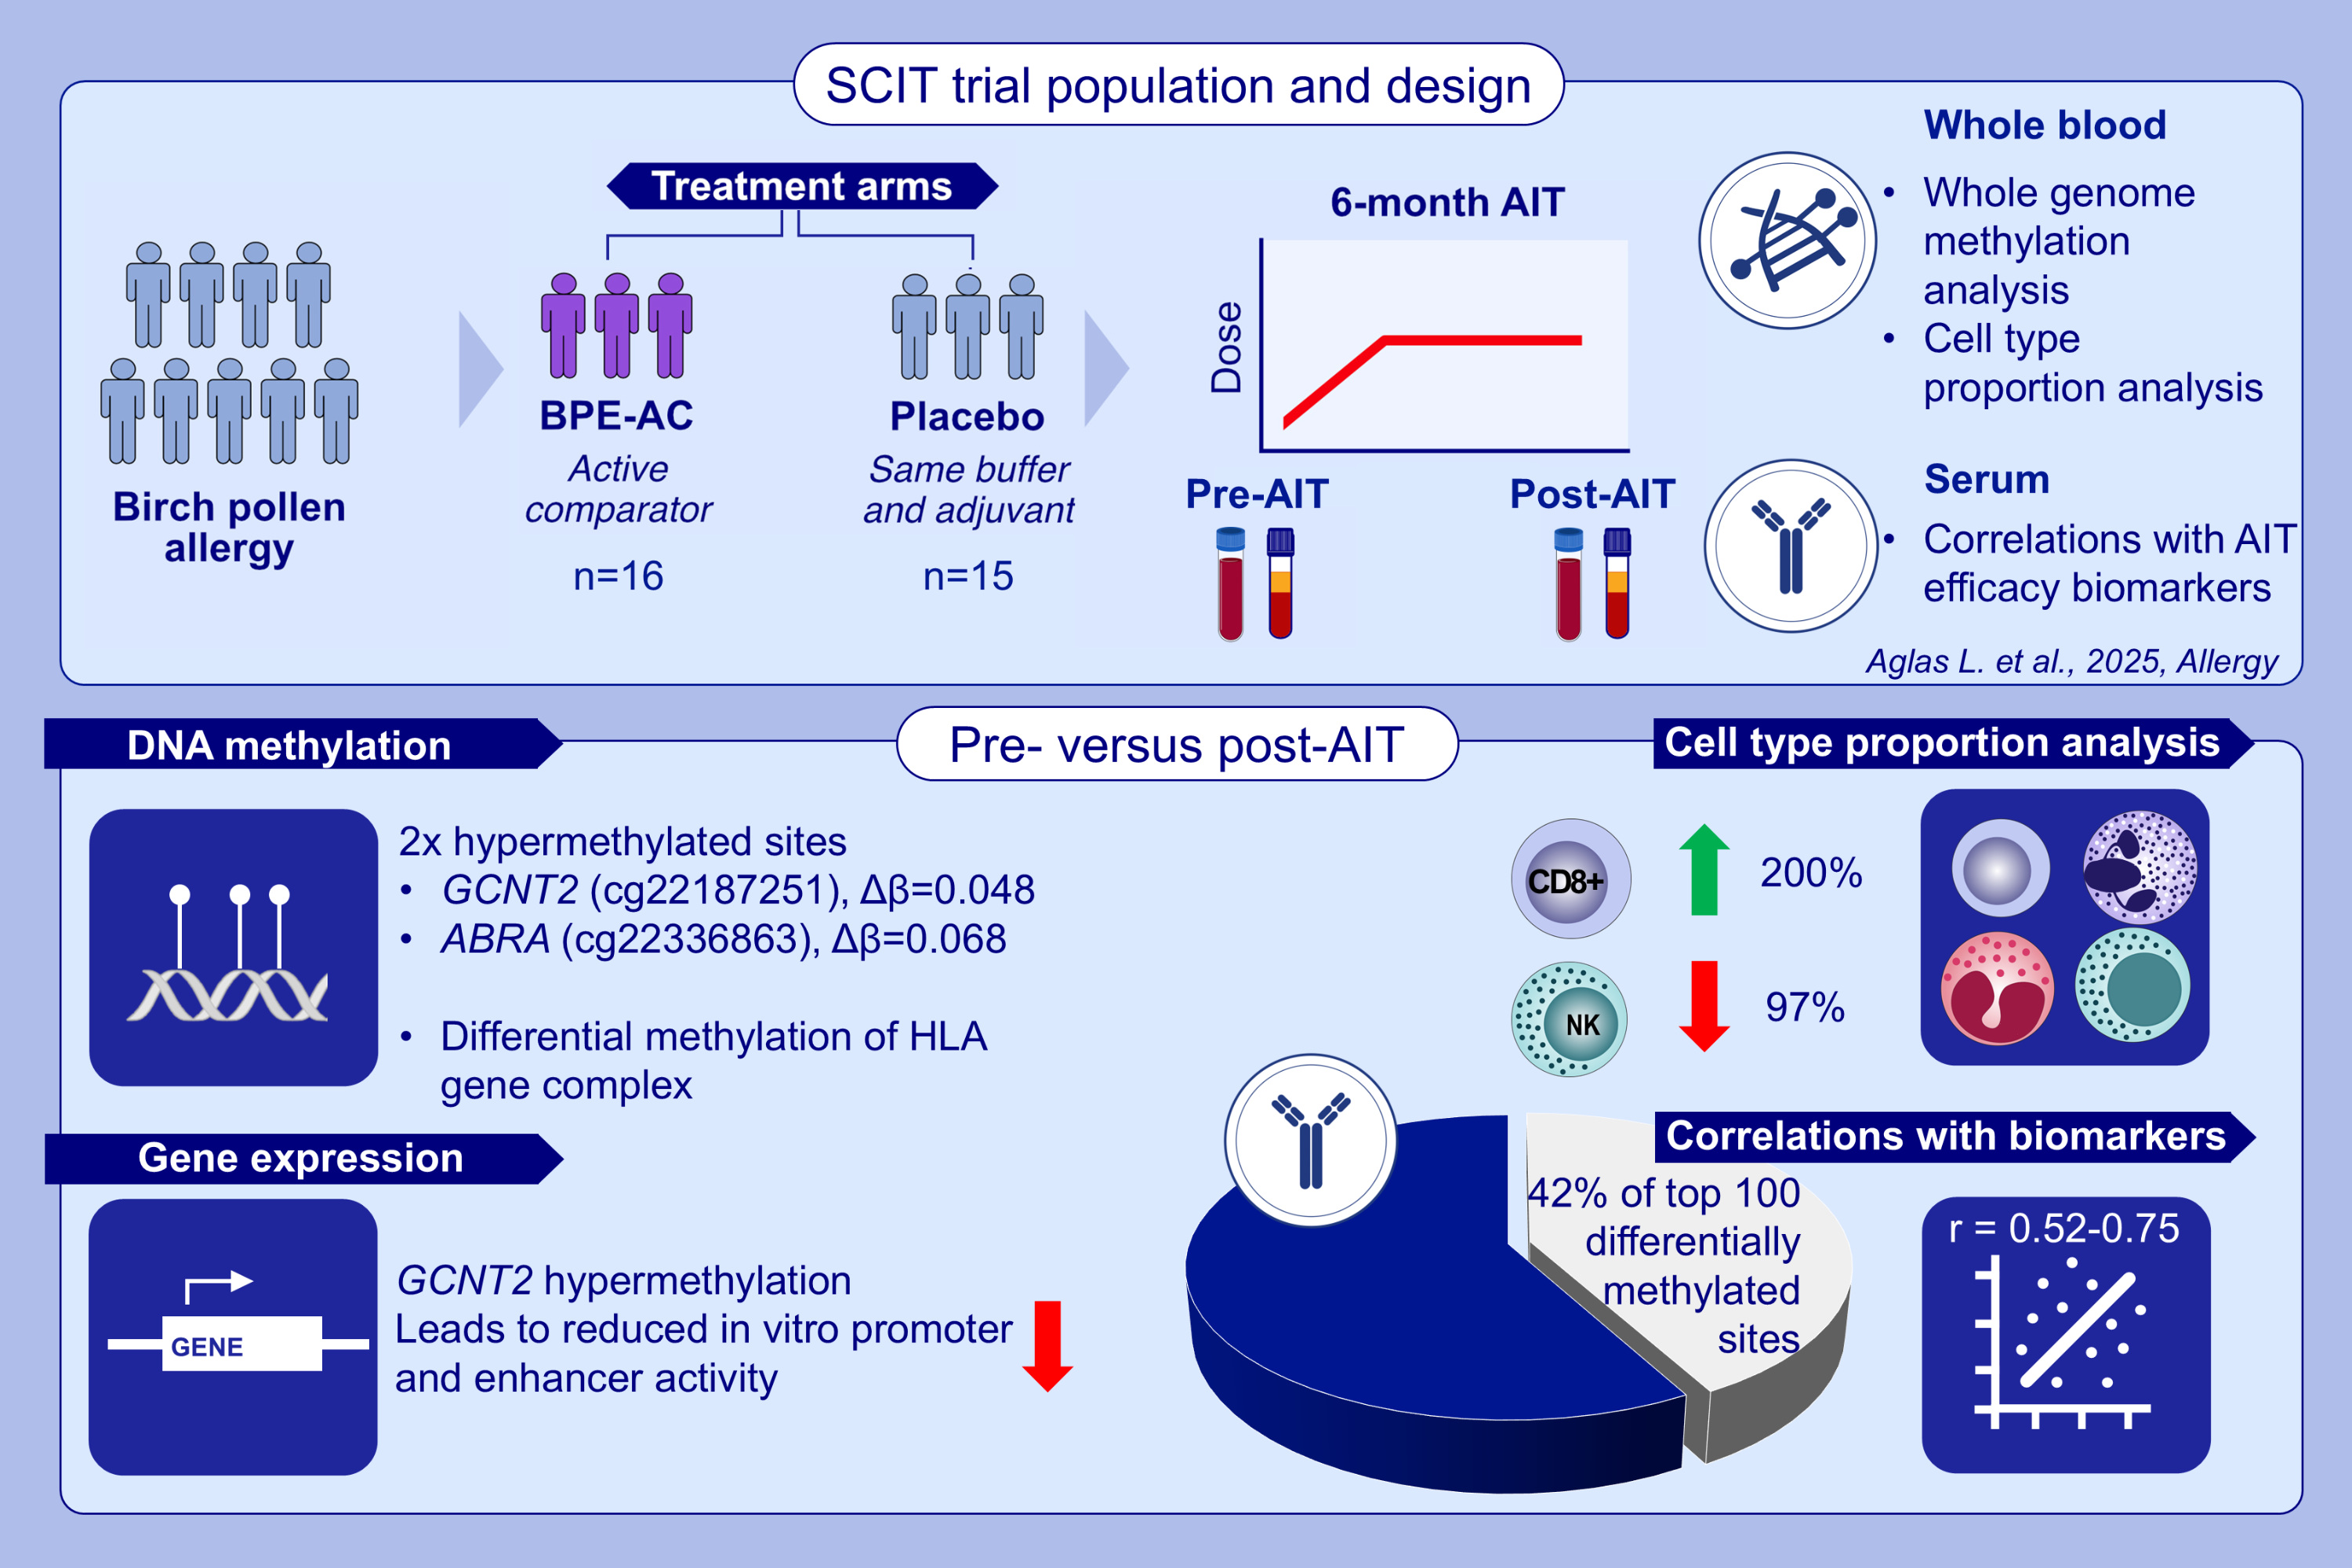 SCIT trial population and design
Treatment arms
Birch pollen
allergy
BPE-AC
Active
comparator
n=16
Placebo
Same buffer
and adjuvant
n=15
6-month AIT
Dose
Pre-AIT
Post-AIT
Whole blood
• Whole genome
methylation
analysis
• Cell type
proportion analysis
Serum
• Correlations with AIT
efficacy biomarkers
Aglas L. et al., 2025, Allergy
Pre- versus post-AIT
DNA methylation
2x hypermethylated sites
• GCNT2 (cg22187251), Δβ=0.048
• ABRA (cg22336863), Δβ=0.068
• Differential methylation of HLA
gene complex
Gene expression
GENE
GCNT2 hypermethylation
Leads to reduced in vitro promoter
and enhancer activity
Cell type proportion analysis
CD8+
200%
NK
97%
Correlations with biomarkers
42% of top 100
differentially
methylated
sites
r = 0.52-0.75